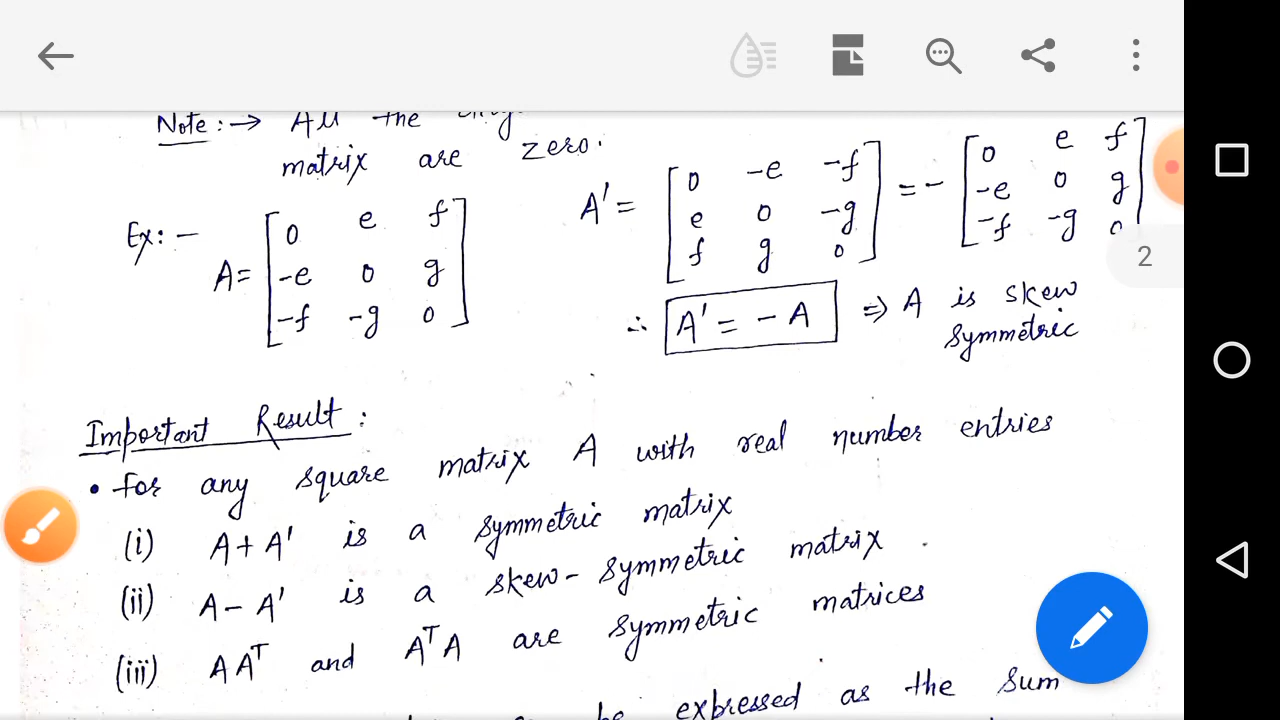 Note :→ All the
matrix are zero.
Ex: — A = [ 0 e f
-e 0 g
-f -g 0 ]
A' = [ 0 -e -f
e 0 -g
f g 0 ] = - [ 0 e f
-e 0 g
-f -g 0 ]
2
∴ A' = - A ⇒ A is skew
symmetric
Important Result :
• for any square matrix A with real number entries
(i) A + A' is a symmetric matrix
(ii) A - A' is a skew-symmetric matrix.
(iii) AAᵀ and AᵀA are symmetric matrices
be expressed as the sum